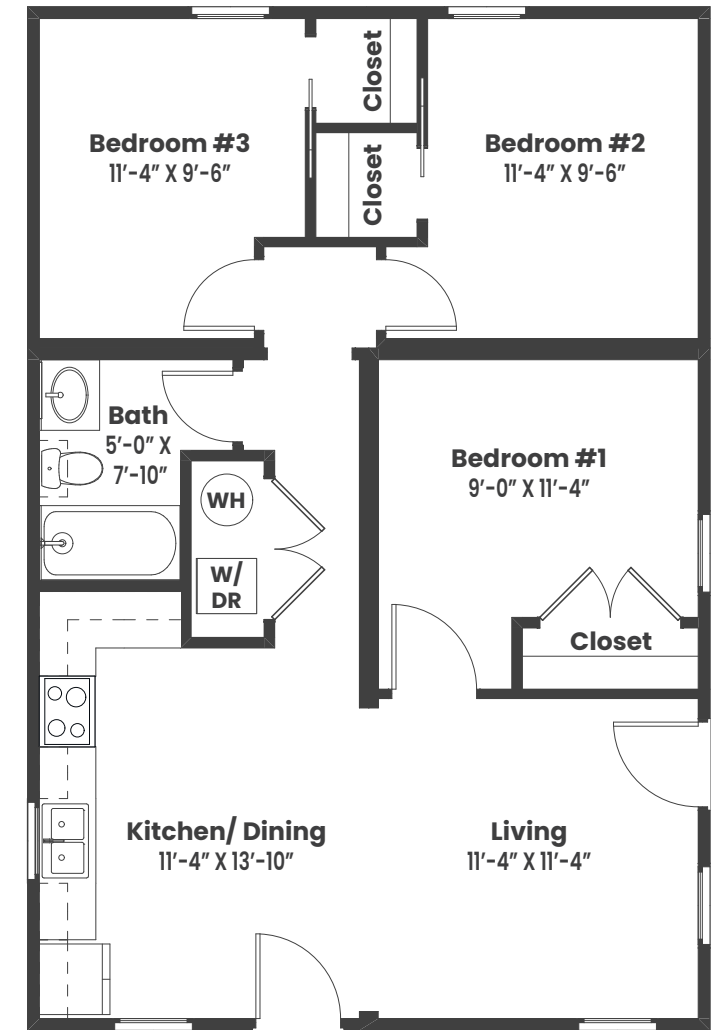 Closet
Bedroom #3
11’-4” X 9’-6”
Closet
Bedroom #2
11’-4” X 9’-6”
Bath
5’-0” X
7’-10”
WH
W/
DR
Bedroom #1
9’-0” X 11’-4”
Closet
Kitchen/ Dining
11’-4” X 13’-10”
Living
11’-4” X 11’-4”